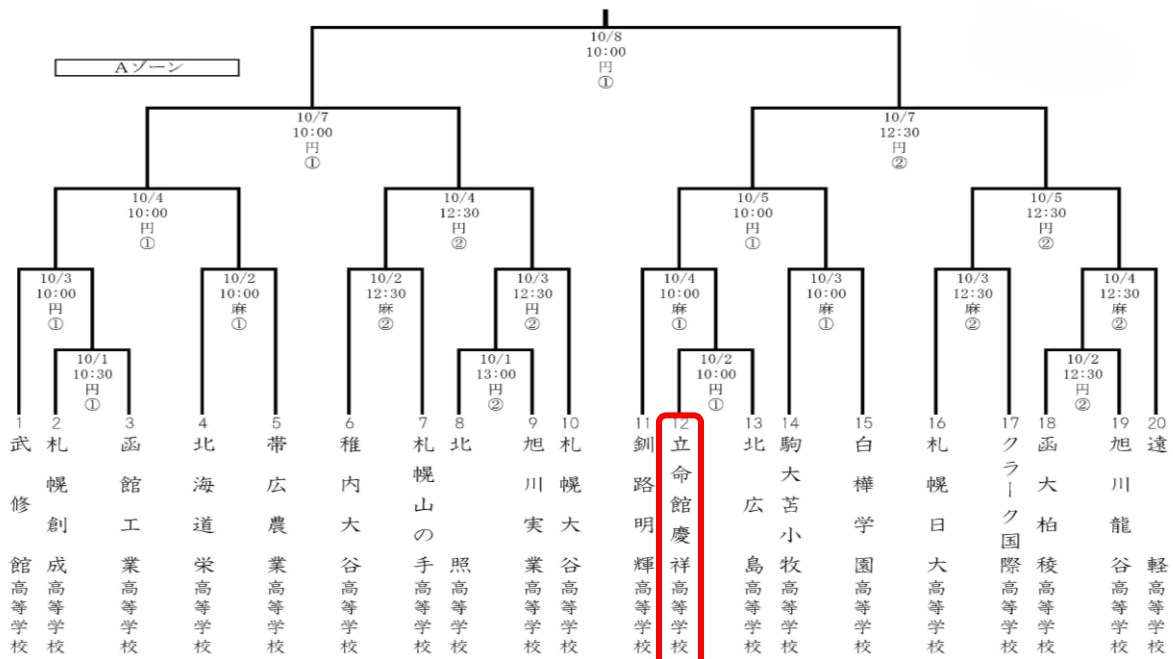 10/8
10:00
円
①
Aゾーン
10/7
10:00
円
①
10/7
12:30
円
②
10/4
10:00
円
①
10/4
12:30
円
②
10/5
10:00
円
①
10/5
12:30
円
②
10/3
10:00
円
①
10/2
10:00
麻
①
10/2
12:30
麻
②
10/3
12:30
円
②
10/4
10:00
麻
①
10/3
10:00
麻
①
10/3
12:30
麻
②
10/4
12:30
麻
②
10/1
10:30
円
①
10/1
13:00
円
②
10/2
10:00
円
①
10/2
12:30
円
②
1
武修館高等学校
2
札幌創成高等学校
3
函館工業高等学校
4
北海道栄高等学校
5
帯広農業高等学校
6
稚内大谷高等学校
7
札幌山の手高等学校
8
北照高等学校
9
旭川実業高等学校
10
札幌大谷高等学校
11
釧路明輝高等学校
12
立命館慶祥高等学校
13
北広島高等学校
14
駒大苫小牧高等学校
15
白樺学園高等学校
16
札幌日大高等学校
17
クラーク国際高等学校
18
函大柏稜高等学校
19
旭川龍谷高等学校
20
遠軽高等学校